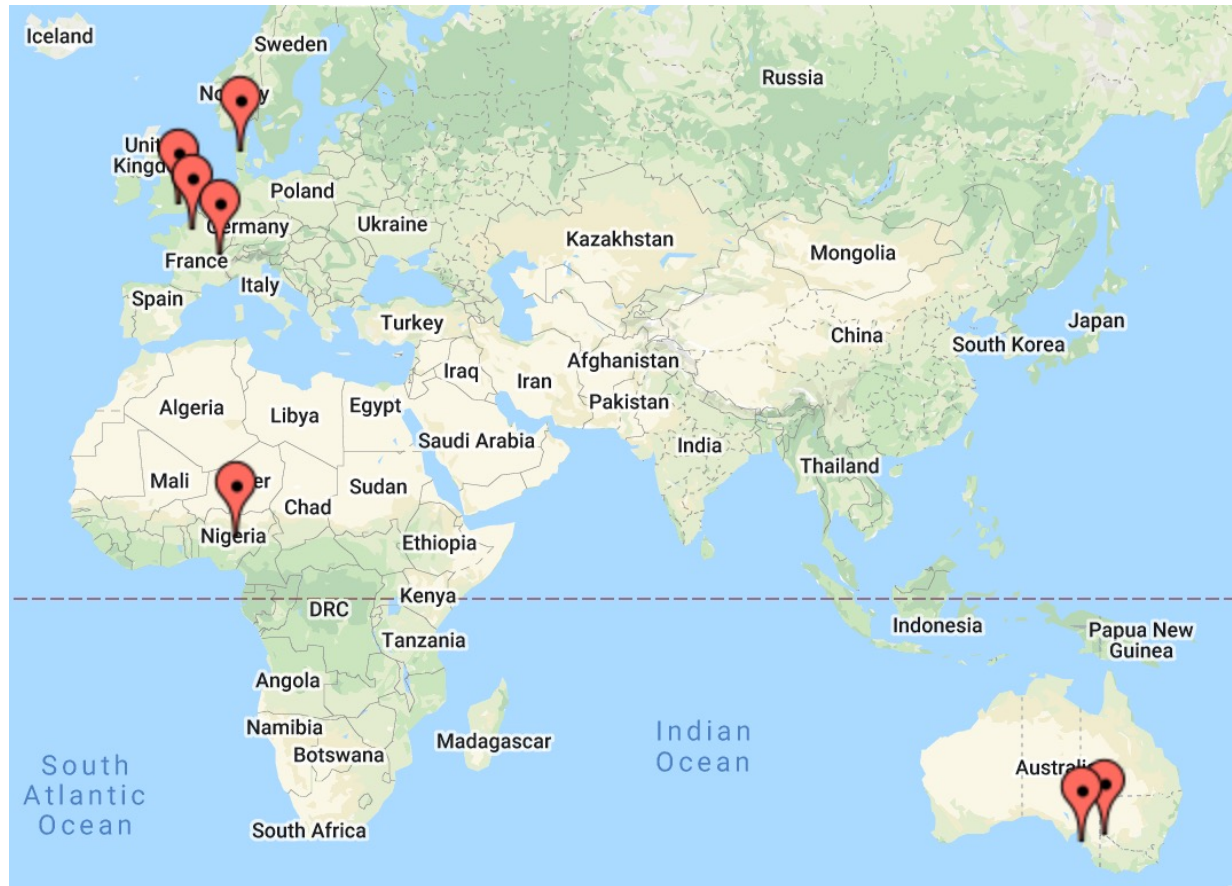 Iceland
Sweden
Russia
Poland
Ukraine
Germany
France
Kazakhstan
Mongolia
Italy
Spain
Turkey
China
Japan
South Korea
Afghanistan
Iraq
Iran
Pakistan
Algeria
Libya
Egypt
Saudi Arabia
India
Thailand
Mali
Sudan
Chad
Nigeria
Ethiopia
Kenya
DRC
Tanzania
Indonesia
Papua New
Guinea
Angola
Namibia
Botswana
Madagascar
South Africa
Indian
Ocean
South
Atlantic
Ocean